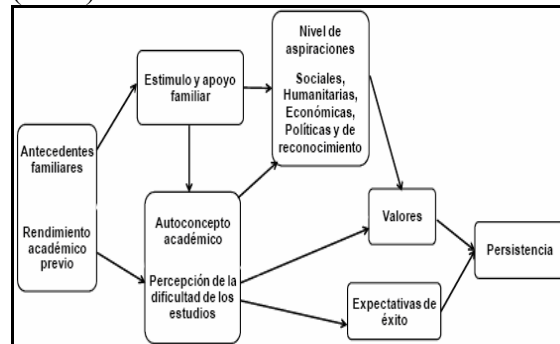 Antecedentes
familiares
Rendimiento
académico
previo
Estimulo y apoyo
familiar
Autoconcepto
académico
Percepción de la
dificultad de los
estudios
Nivel de
aspiraciones
Sociales,
Humanitarias,
Económicas,
Políticas y de
reconocimiento
Valores
Expectativas de
éxito
Persistencia